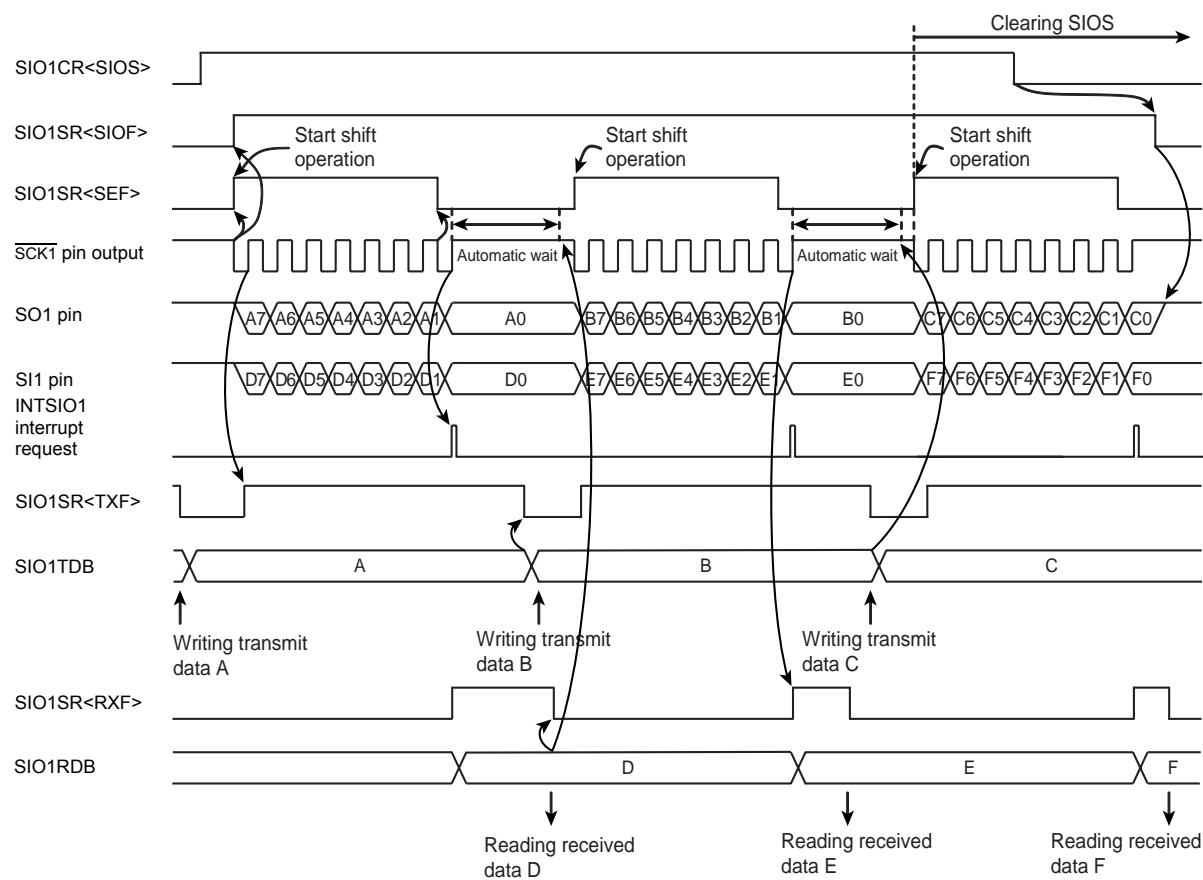 Clearing SIOS
SIO1CR<SIOS>
SIO1SR<SIOF>
Start shift
operation
Start shift
operation
Start shift
operation
SIO1SR<SEF>
SCK1 pin output
Automatic wait
Automatic wait
SO1 pin
A7 A6 A5 A4 A3 A2 A1 A0 B7 B6 B5 B4 B3 B2 B1 B0 C7 C6 C5 C4 C3 C2 C1 C0
SI1 pin
D7 D6 D5 D4 D3 D2 D1 D0 E7 E6 E5 E4 E3 E2 E1 E0 F7 F6 F5 F4 F3 F2 F1 F0
INTSIO1
interrupt
request
SIO1SR<TXF>
SIO1TDB
A B C
Writing transmit
data A
Writing transmit
data B
Writing transmit
data C
SIO1SR<RXF>
SIO1RDB
D E F
Reading received
data D
Reading received
data E
Reading received
data F